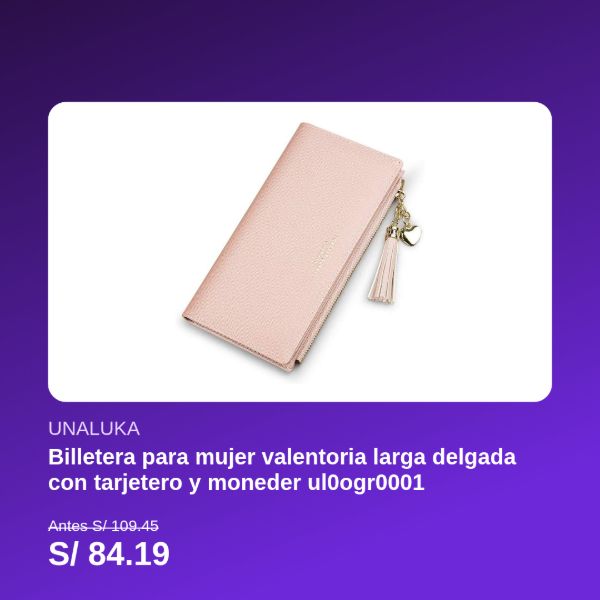 UNALUKA
Billetera para mujer valentoria larga delgada
con tarjetero y moneder ul0ogr0001
Antes S/ 109.45
S/ 84.19